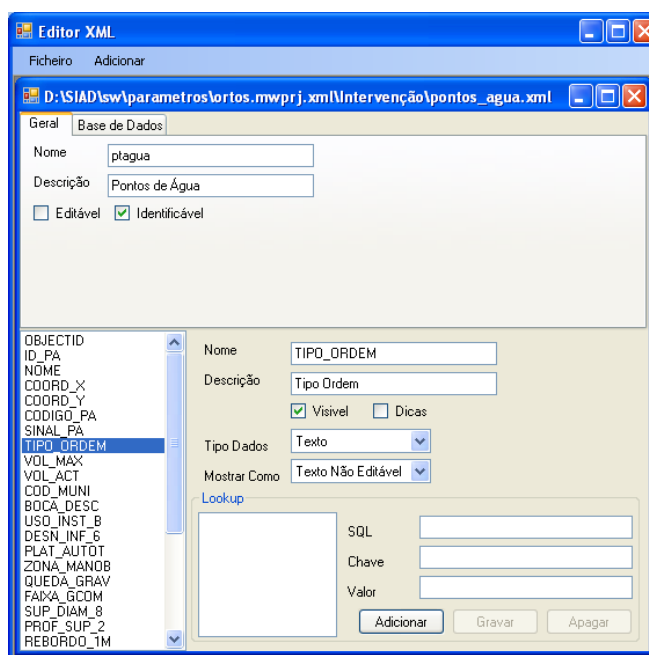 Editor XML
Ficheiro Adicionar
D:\SIAD\sw\parametros\ortos.mwprj.xml\Intervenção\pontos_agua.xml
Geral Base de Dados
Nome ptagua
Descrição Pontos de Água
Editável Identificável
OBJECTID
ID_PA
NOME
COORD_X
COORD_Y
CODIGO_PA
SINAL_PA
TIPO_ORDEM
VOL_MAX
VOL_ACT
COD_MUNI
BOCA_DESC
USO_INST_B
DESN_INF_6
PLAT_AUTOT
ZONA_MANOB
QUEDA_GRAV
FAIXA_GCOM
SUP_DIAM_8
PROF_SUP_2
REBORDO_1M
Nome TIPO_ORDEM
Descrição Tipo Ordem
Visivel Dicas
Tipo Dados Texto
Mostrar Como Texto Não Editável
Lookup
SQL
Chave
Valor
Adicionar Gravar Apagar